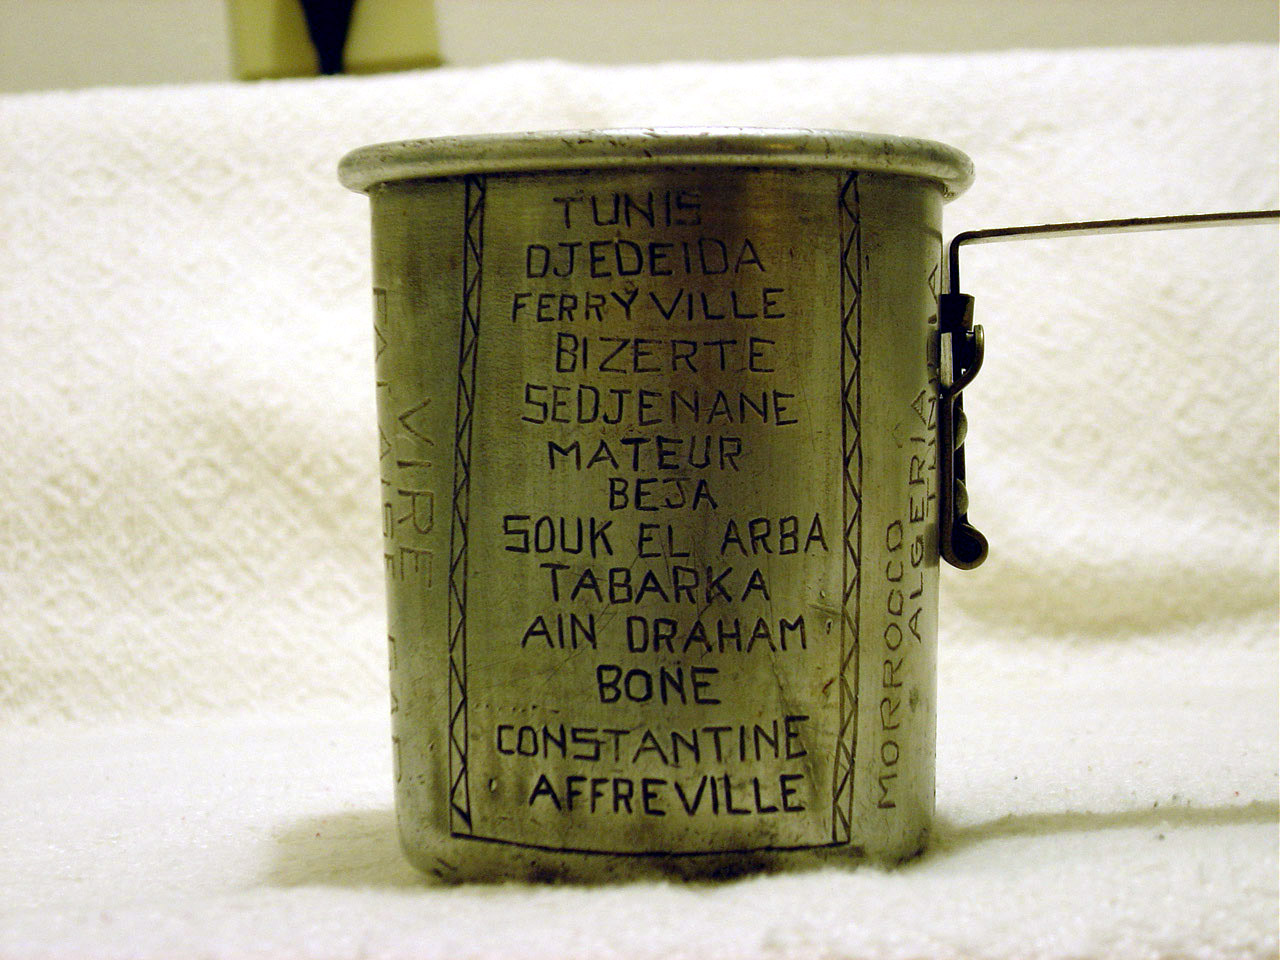 TUNIS
DJEDEIDA
FERRYVILLE
BIZERTE
SEDJENANE
MATEUR
BEJA
SOUK EL ARBA
TABARKA
AIN DRAHAM
BONE
CONSTANTINE
AFFREVILLE
VIRE
MORROCCO
ALGERIA